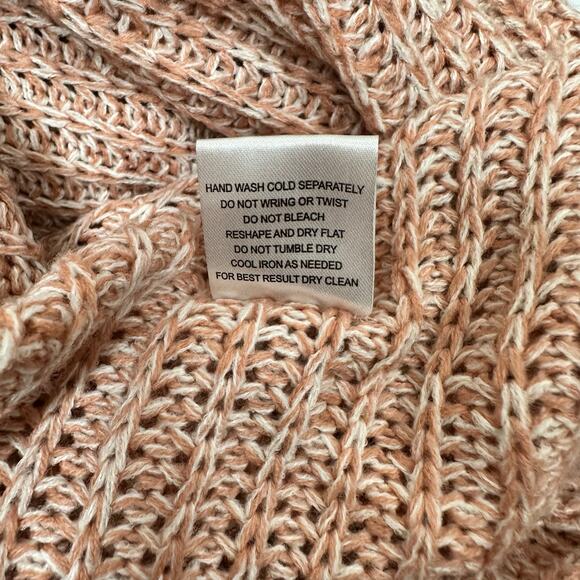 HAND WASH COLD SEPARATELY
DO NOT WRING OR TWIST
DO NOT BLEACH
RESHAPE AND DRY FLAT
DO NOT TUMBLE DRY
COOL IRON AS NEEDED
FOR BEST RESULT DRY CLEAN